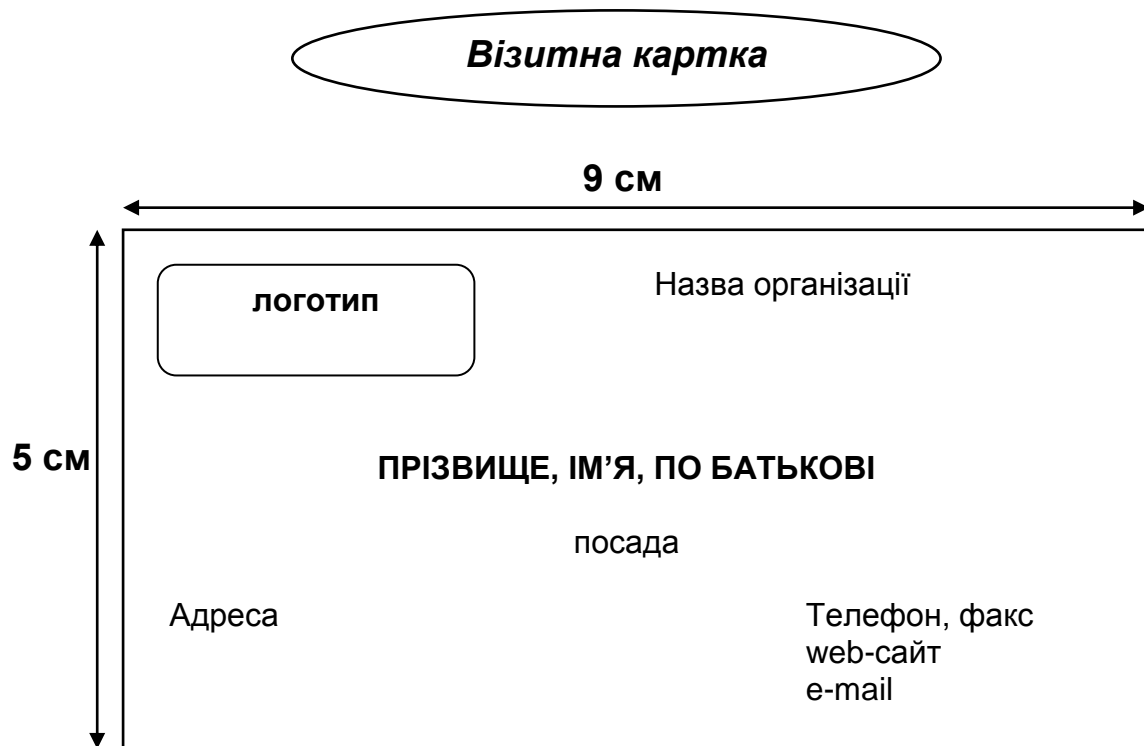 Візитна картка
9 см
логотип
Назва організації
5 см
ПРІЗВИЩЕ, ІМ’Я, ПО БАТЬКОВІ
посада
Адреса
Телефон, факс
web-сайт
e-mail